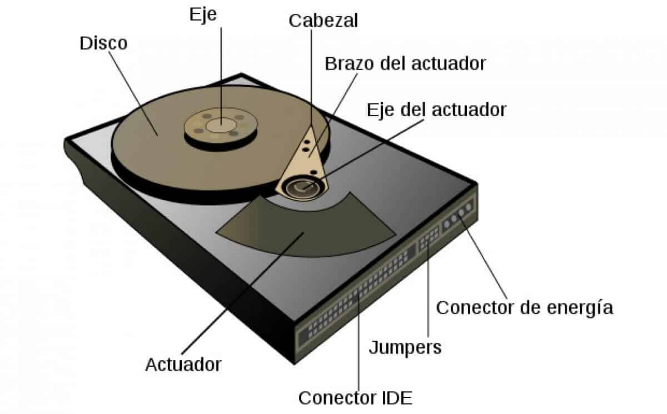 Eje
Cabezal
Disco
Brazo del actuador
Eje del actuador
Conector de energía
Jumpers
Actuador
Conector IDE